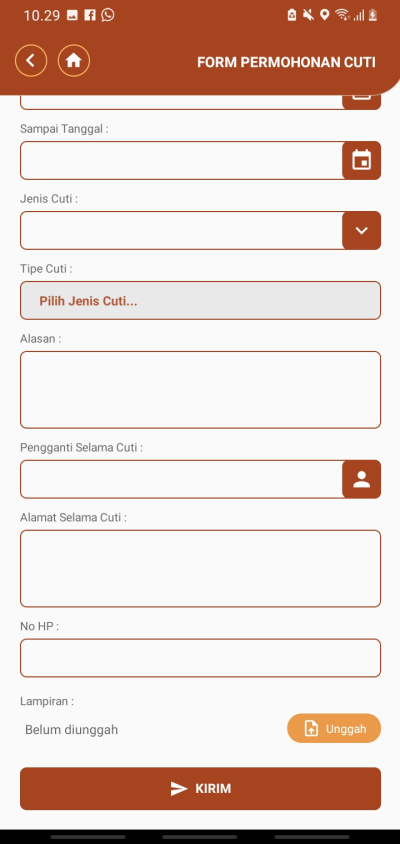 10.29
FORM PERMOHONAN CUTI
Sampai Tanggal :
Jenis Cuti :
Tipe Cuti :
Pilih Jenis Cuti...
Alasan :
Pengganti Selama Cuti :
Alamat Selama Cuti :
No HP :
Lampiran :
Belum diunggah
Unggah
KIRIM